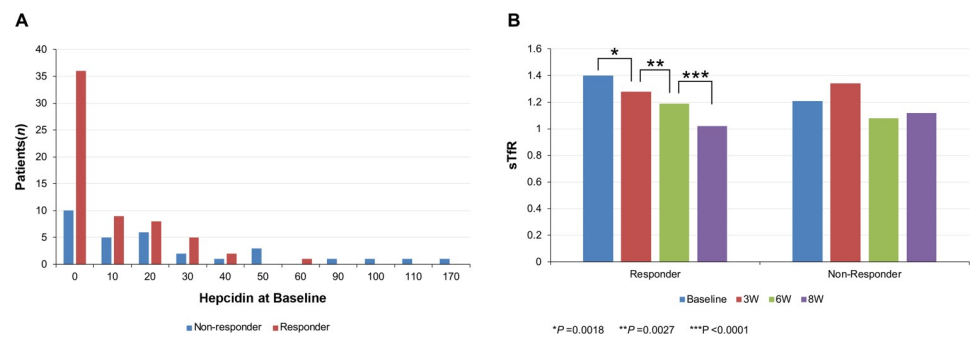 A
40
35
30
25
20
15
10
5
0
Patients(n)
0 10 20 30 40 50 60 90 100 110 170
Hepcidin at Baseline
Non-responder Responder
B
1.6
1.4
1.2
1
0.8
0.6
0.4
0.2
0
sTfR
* ** ***
Responder Non-Responder
Baseline 3W 6W 8W
*P=0.0018 **P=0.0027 ***P<0.0001